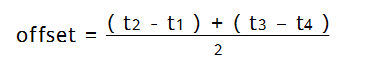 offset = ( t2 - t1 ) + ( t3 – t4 )
2